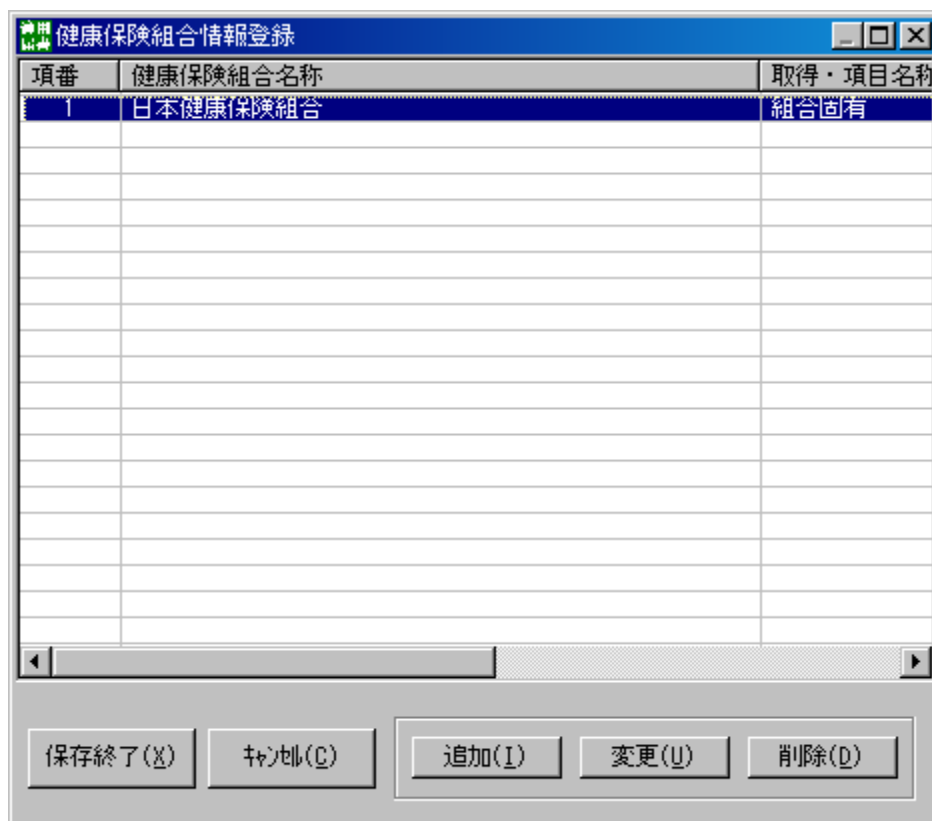 健康保険組合情報登録
項番 健康保険組合名称 取得・項目名称
1 日本健康保険組合 組合固有
保存終了(X) ｷｬﾝｾﾙ(C) 追加(I) 変更(U) 削除(D)